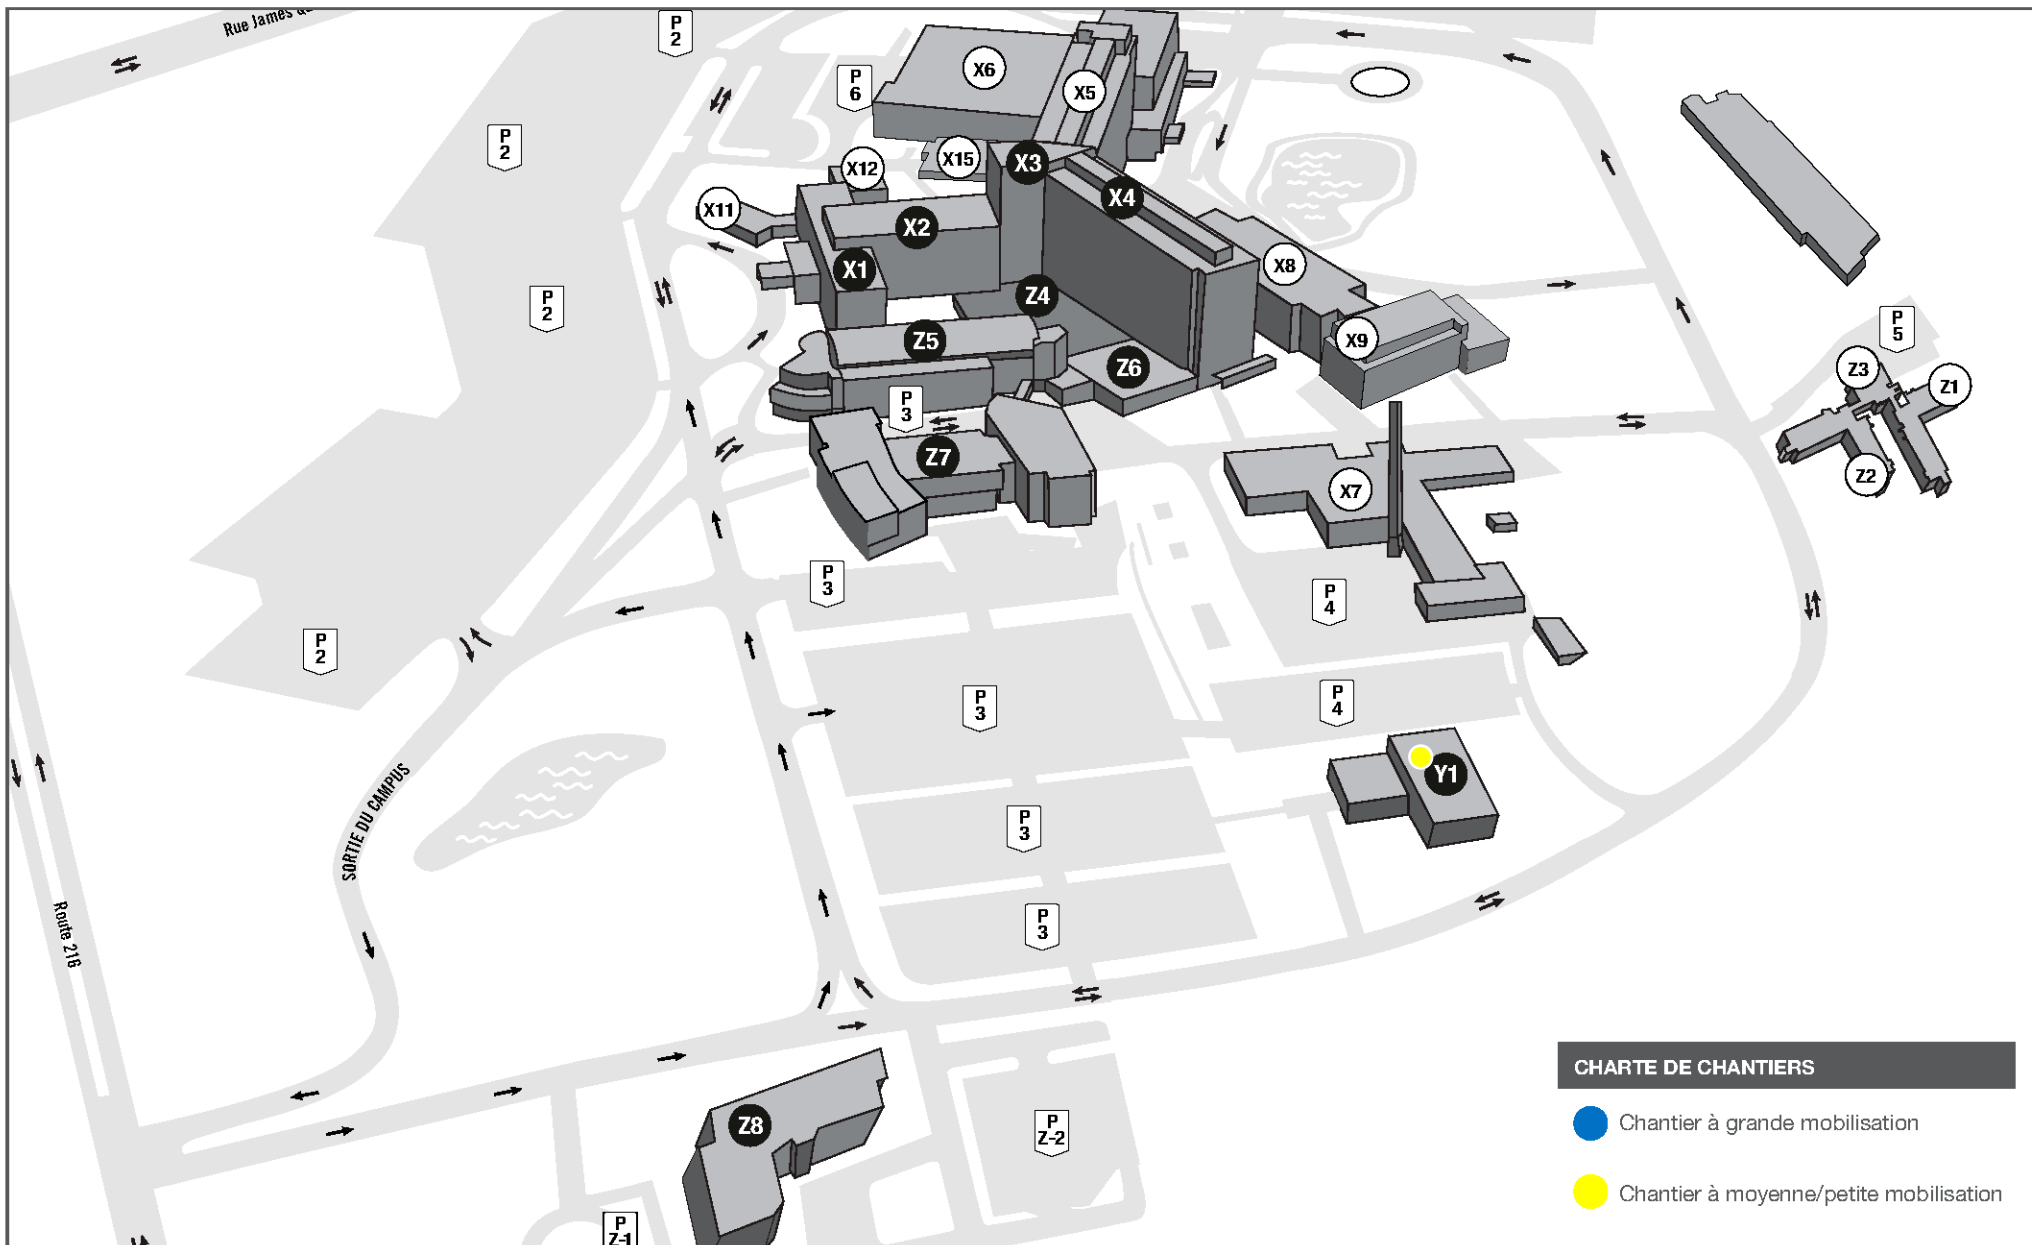 Rue James
P
2
P
6
X6
X5
P
2
X15
X3
X12
X4
X11
X2
X1
X8
Z4
P
2
Z5
X9
P
5
Z6
Z3
Z1
P
3
Z7
Z2
X7
P
3
P
4
P
2
P
3
P
4
Y1
SORTIE DU CAMPUS
P
3
Route 216
P
3
Z8
P
Z-2
P
Z-1
CHARTE DE CHANTIERS
Chantier à grande mobilisation
Chantier à moyenne/petite mobilisation